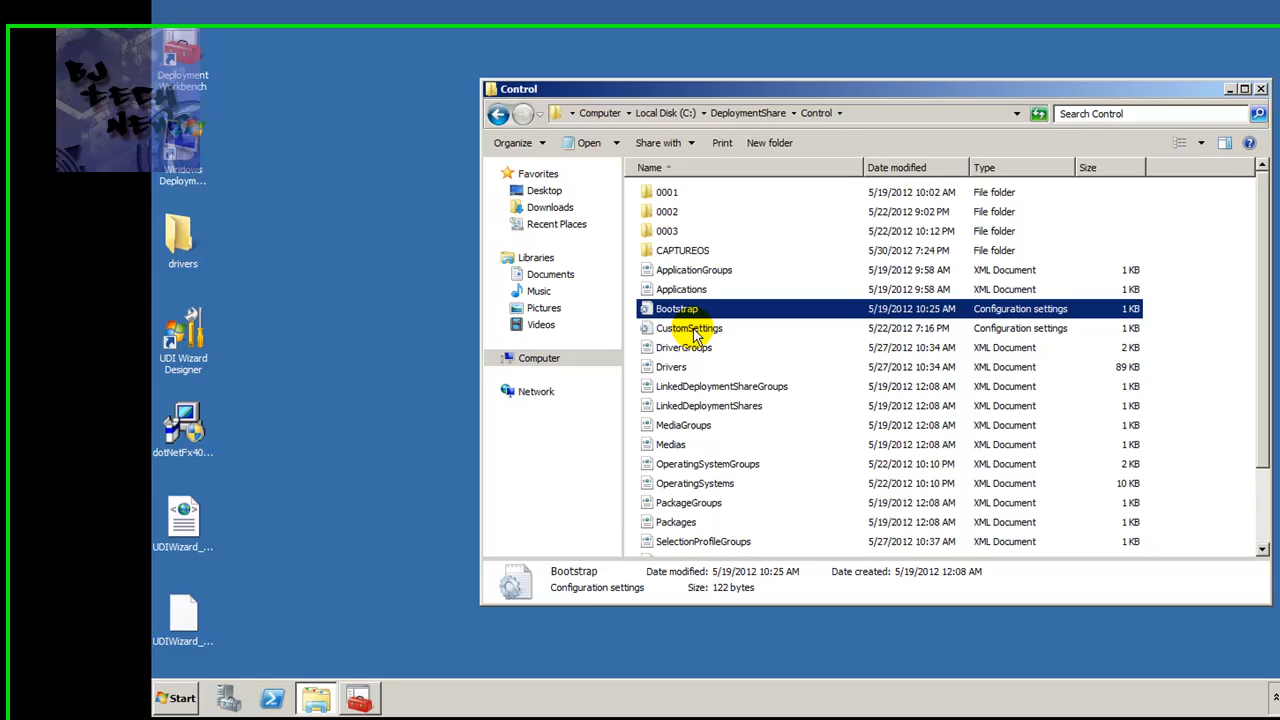 BJ
TECH
NEWS
Deployment
Workbench
Windows
Deploym...
drivers
UDI Wizard
Designer
dotNetFx40...
UDIWizard_...
UDIWizard_...
Control
Computer
Local Disk (C:)
DeploymentShare
Control
Search Control
Organize
Open
Share with
Print
New folder
Favorites
Desktop
Downloads
Recent Places
Libraries
Documents
Music
Pictures
Videos
Computer
Network
Name Date modified Type Size
0001 5/19/2012 10:02 AM File folder
0002 5/22/2012 9:02 PM File folder
0003 5/22/2012 10:12 PM File folder
CAPTUREOS 5/30/2012 7:24 PM File folder
ApplicationGroups 5/19/2012 9:58 AM XML Document 1 KB
Applications 5/19/2012 9:58 AM XML Document 1 KB
Bootstrap 5/19/2012 10:25 AM Configuration settings 1 KB
CustomSettings 5/22/2012 7:16 PM Configuration settings 1 KB
DriverGroups 5/27/2012 10:34 AM XML Document 2 KB
Drivers 5/27/2012 10:34 AM XML Document 89 KB
LinkedDeploymentShareGroups 5/19/2012 12:08 AM XML Document 1 KB
LinkedDeploymentShares 5/19/2012 12:08 AM XML Document 1 KB
MediaGroups 5/19/2012 12:08 AM XML Document 1 KB
Medias 5/19/2012 12:08 AM XML Document 1 KB
OperatingSystemGroups 5/22/2012 10:10 PM XML Document 2 KB
OperatingSystems 5/22/2012 10:10 PM XML Document 10 KB
PackageGroups 5/19/2012 12:08 AM XML Document 1 KB
Packages 5/19/2012 12:08 AM XML Document 1 KB
SelectionProfileGroups 5/27/2012 10:37 AM XML Document 1 KB
Bootstrap Date modified: 5/19/2012 10:25 AM Date created: 5/19/2012 12:08 AM
Configuration settings Size: 122 bytes
Start